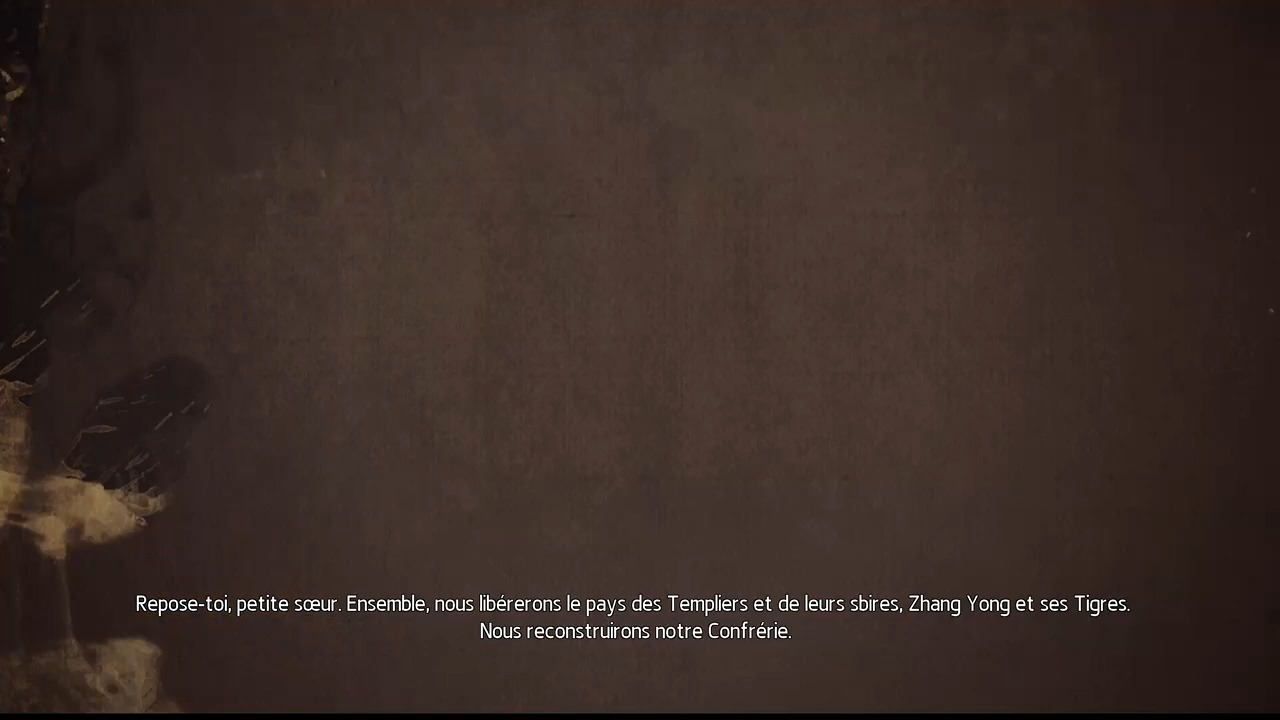 Repose-toi, petite sœur. Ensemble, nous libérerons le pays des Templiers et de leurs sbires, Zhang Yong et ses Tigres.
Nous reconstruirons notre Confrérie.